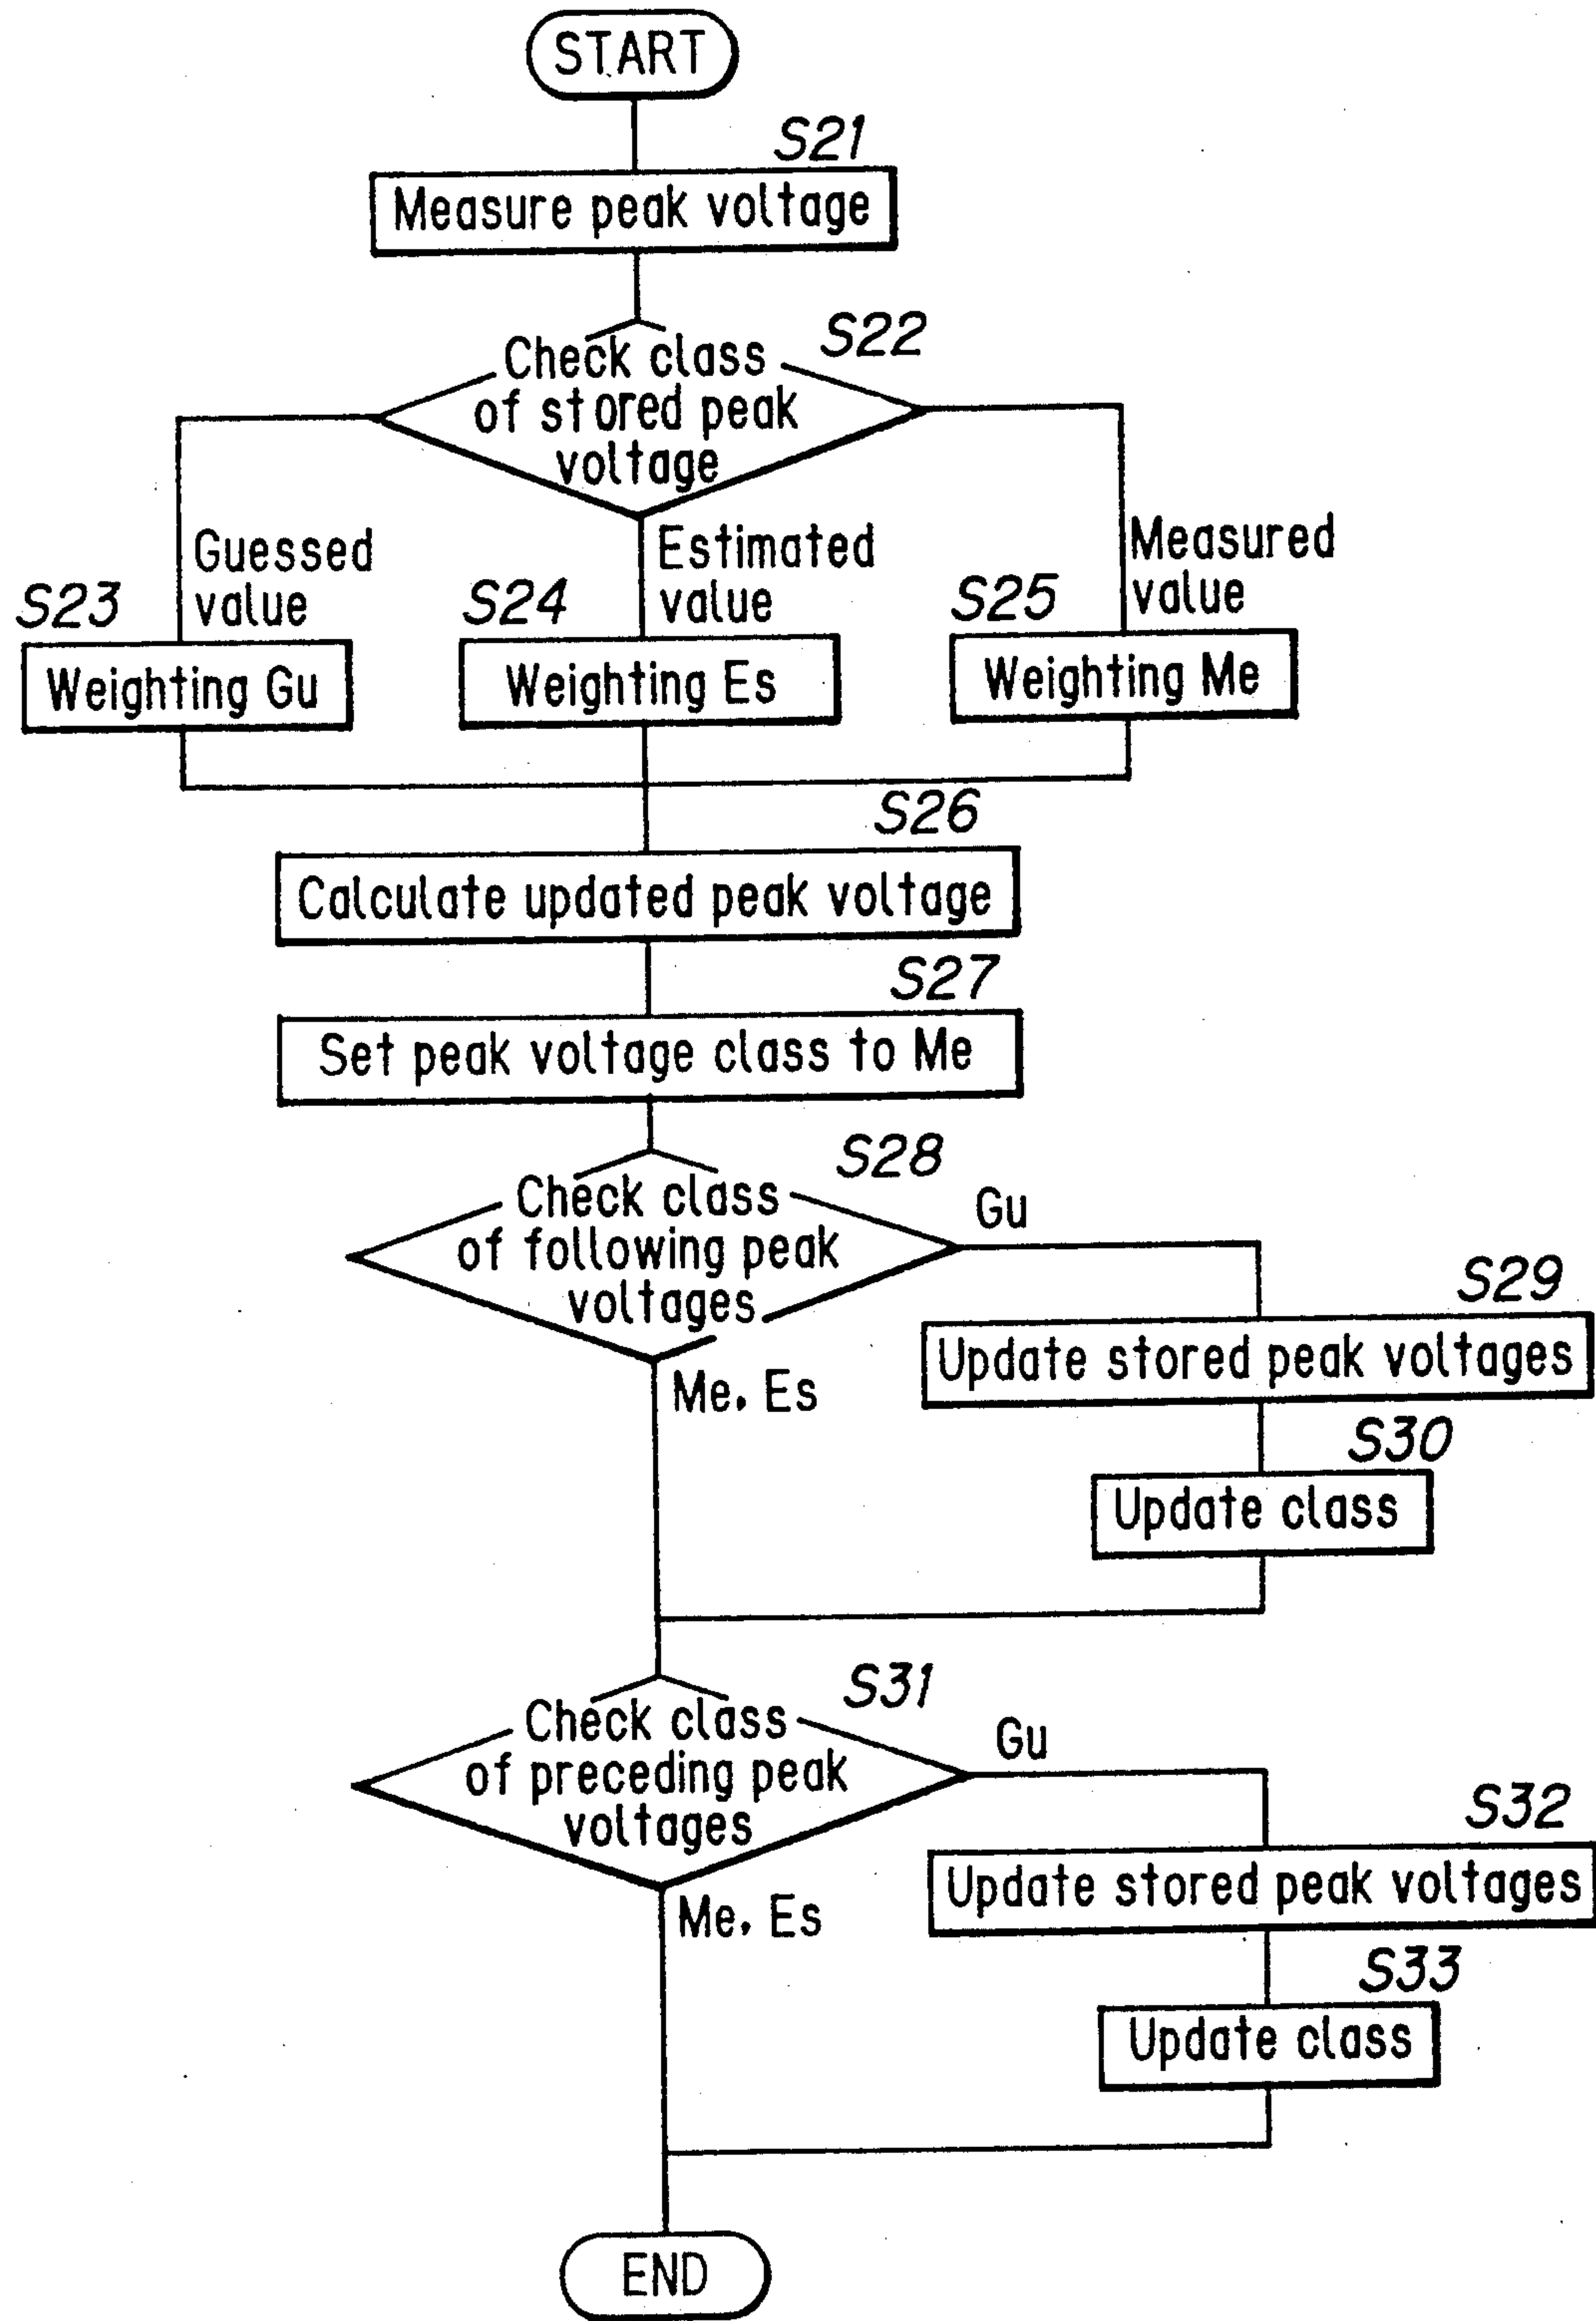 START
S21
Measure peak voltage
S22
Check class
of stored peak
voltage
Guessed
value
Estimated
value
Measured
value
S23
S24
S25
Weighting Gu
Weighting Es
Weighting Me
S26
Calculate updated peak voltage
S27
Set peak voltage class to Me
S28
Check class
of following peak
voltages
Gu
Me, Es
S29
Update stored peak voltages
S30
Update class
S31
Check class
of preceding peak
voltages
Gu
Me, Es
S32
Update stored peak voltages
S33
Update class
END